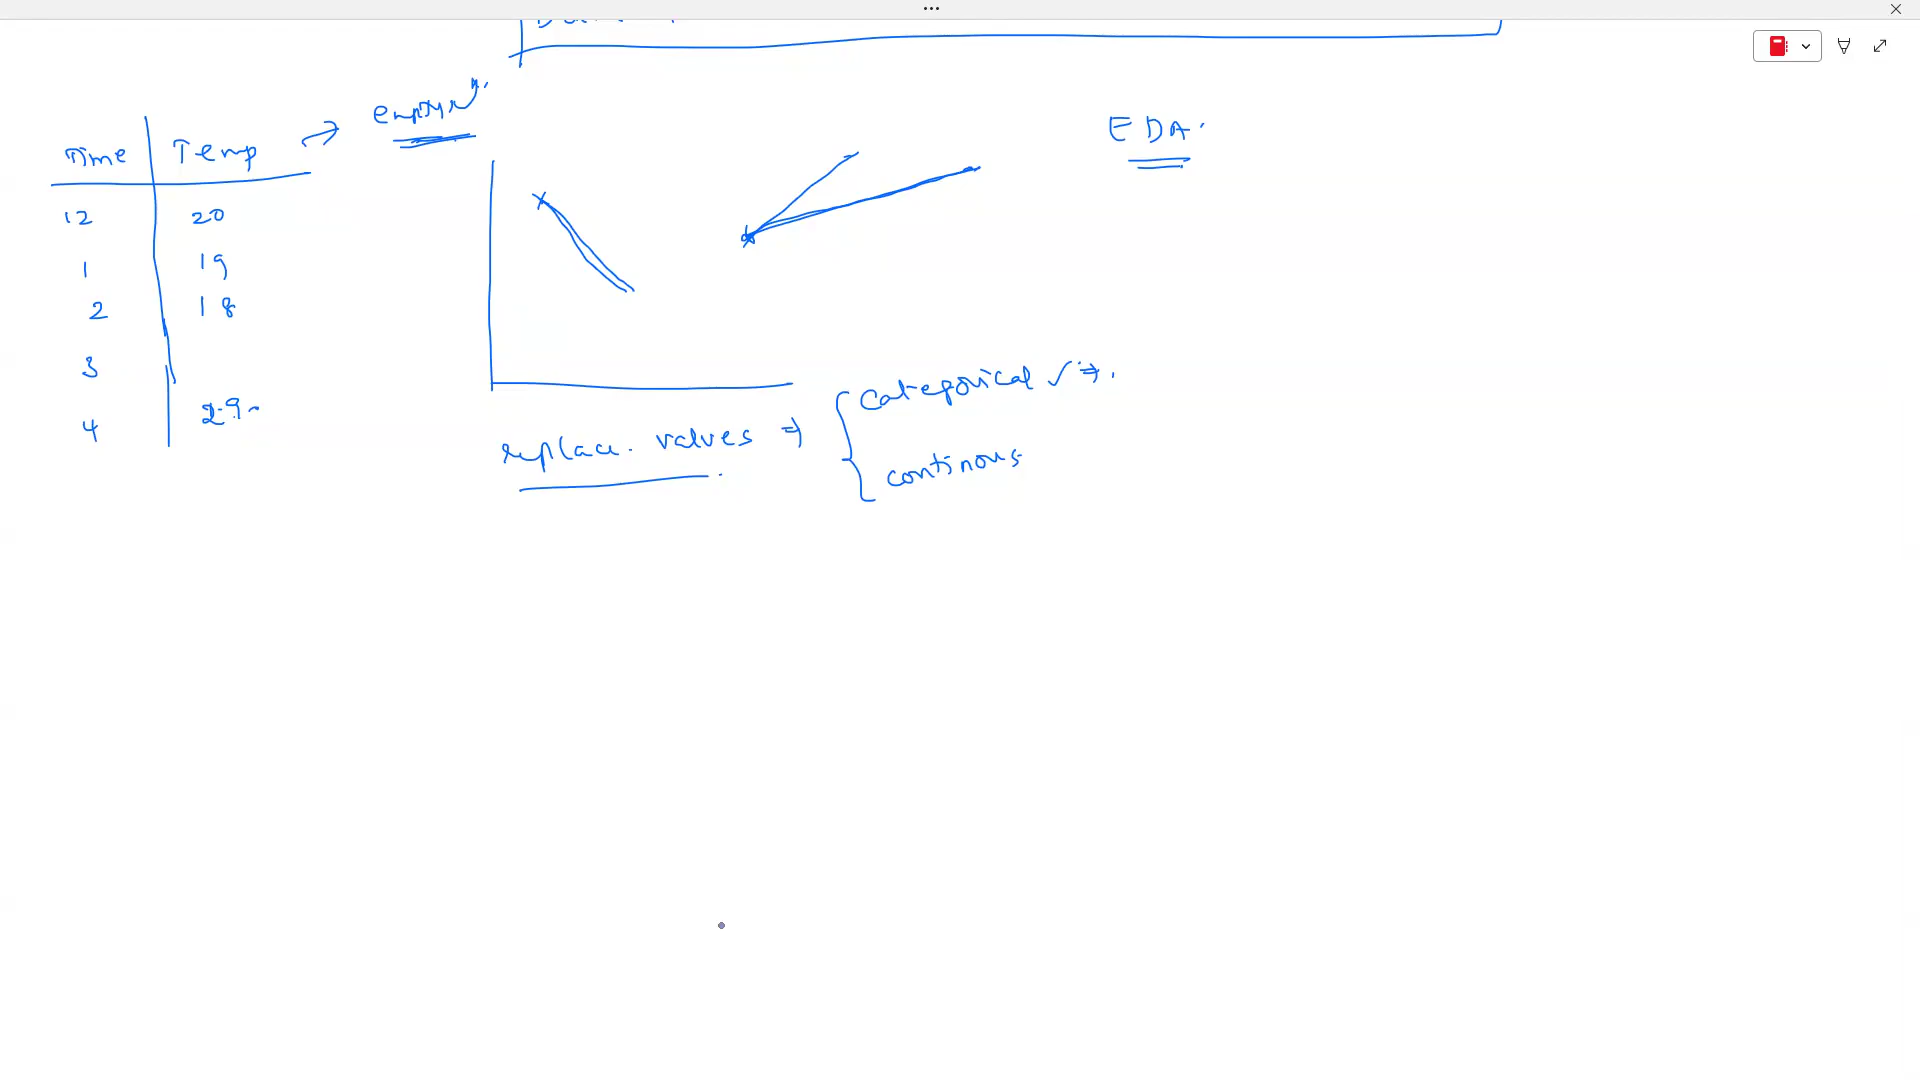 Time Temp → empty
EDA.
12 20
1 19
2 18
3
4 29
replace. values ⇒ { categorical ✓ ⇒.
continous